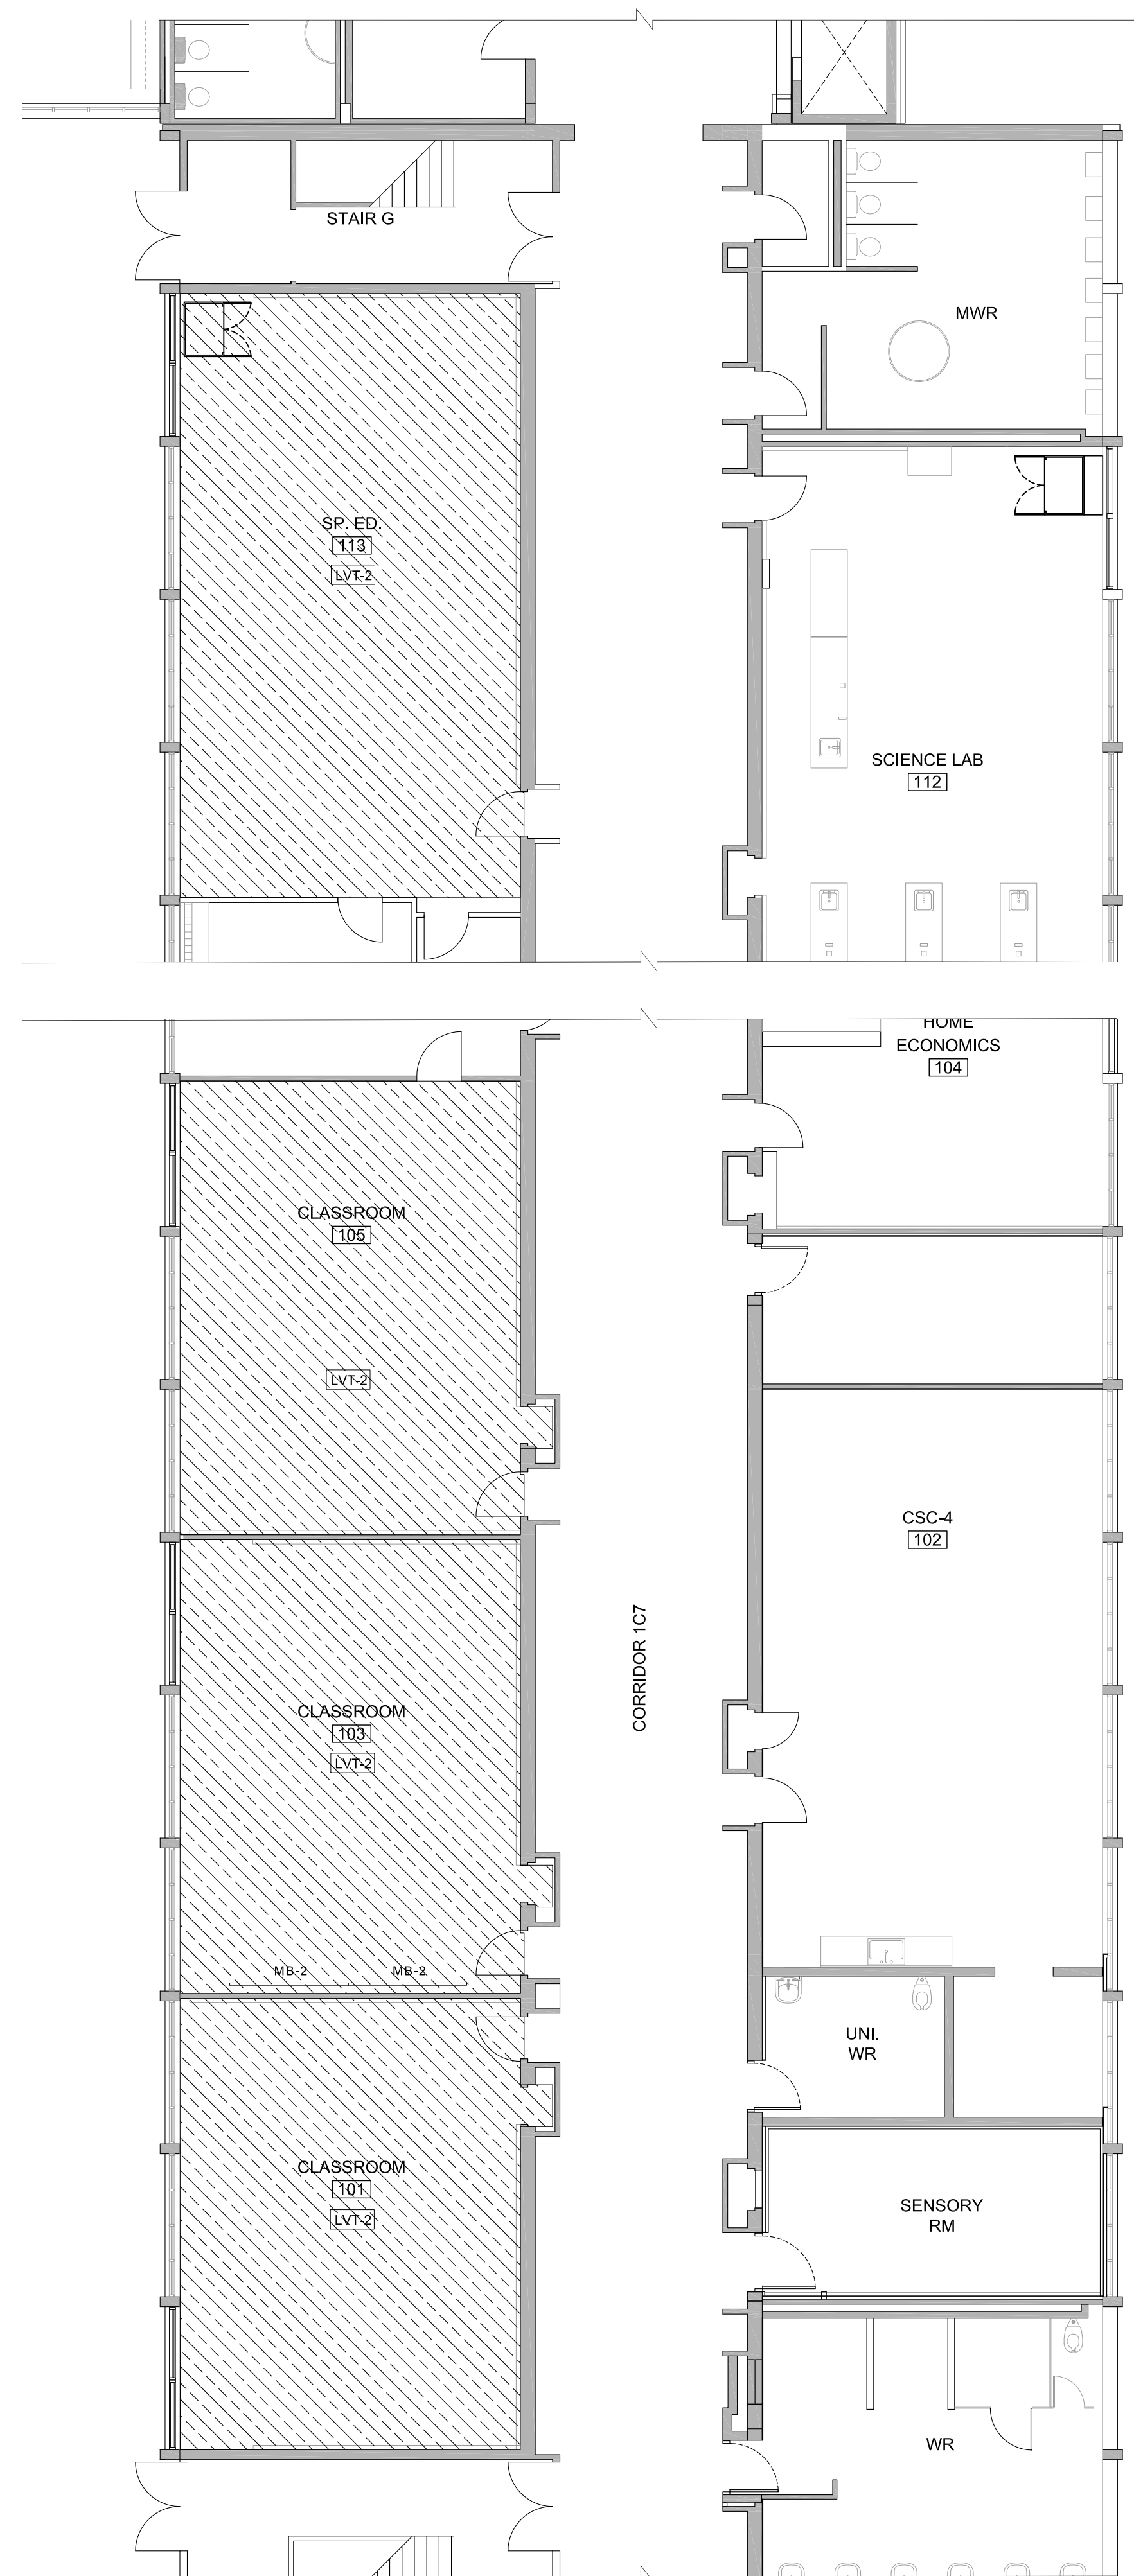 STAIR G
MWR
SP. ED.
113
LVT-2
SCIENCE LAB
112
HOME
ECONOMICS
104
CLASSROOM
105
LVT-2
CSC-4
102
CORRIDOR 1C7
CLASSROOM
103
LVT-2
MB-2 MB-2
UNI.
WR
CLASSROOM
101
LVT-2
SENSORY
RM
WR